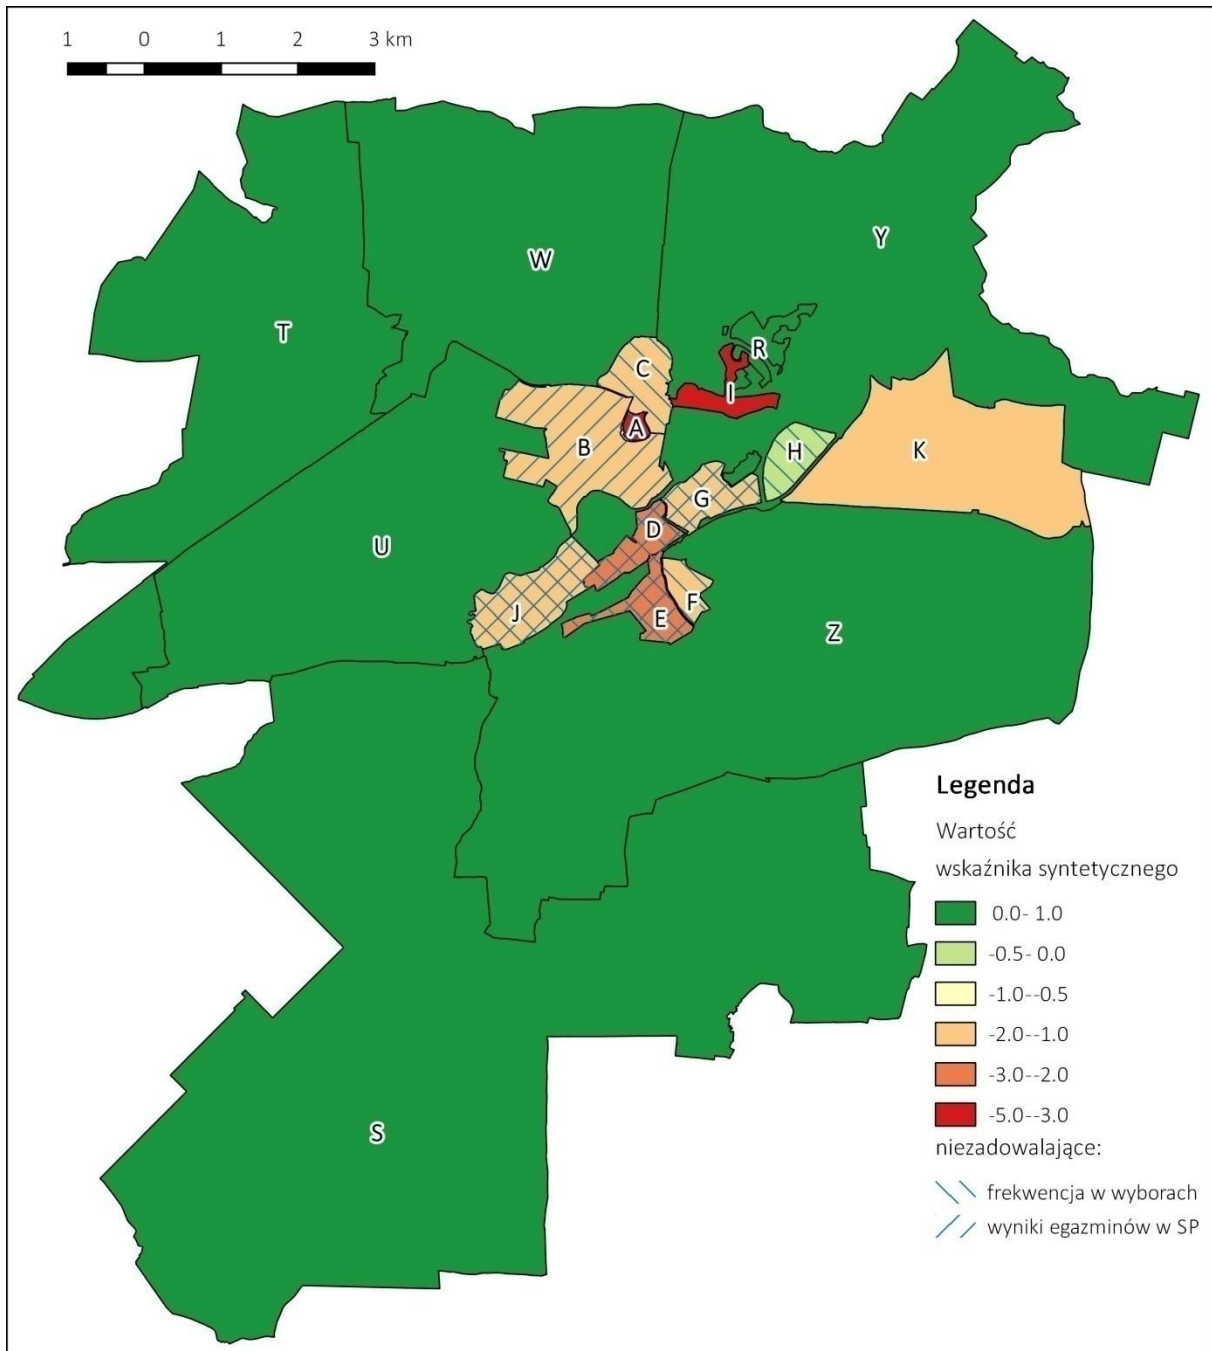 1 0 1 2 3 km
W
Y
T
R
C
I
A
B
H
K
G
D
U
J
F
E
Z
S
Legenda
Wartość
wskaźnika syntetycznego
0.0- 1.0
-0.5- 0.0
-1.0--0.5
-2.0--1.0
-3.0--2.0
-5.0--3.0
niezadowalające:
frekwencja w wyborach
wyniki egazminów w SP